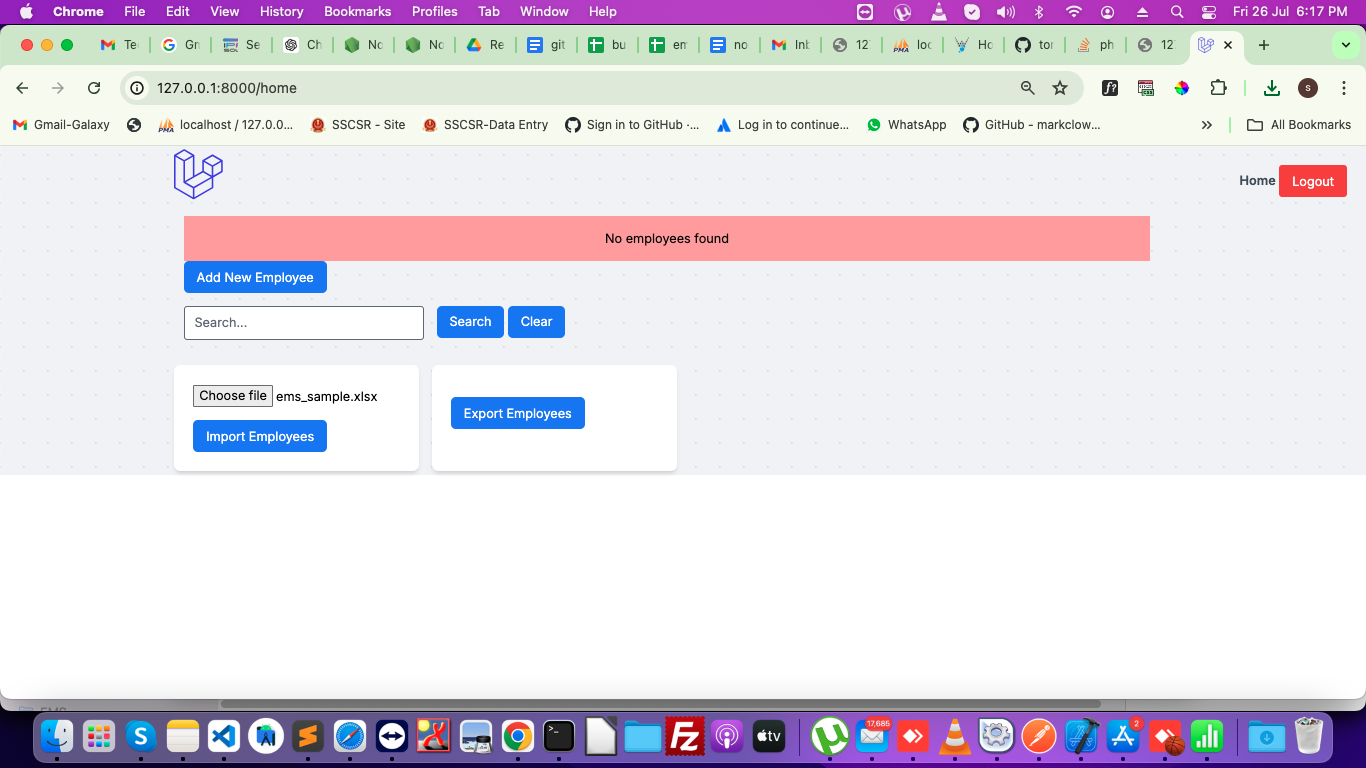 Chrome File Edit View History Bookmarks Profiles Tab Window Help Fri 26 Jul 6:17 PM
Te Gn Se Ch No No Re git bu en no Inb 12 loc Ho tor ph 12
127.0.0.1:8000/home
Gmail-Galaxy localhost / 127.0.0... SSCSR - Site SSCSR-Data Entry Sign in to GitHub ·... Log in to continue... WhatsApp GitHub - markclow... All Bookmarks
Home Logout
No employees found
Add New Employee
Search... Search Clear
Choose file ems_sample.xlsx
Import Employees
Export Employees
17,685
2
tv